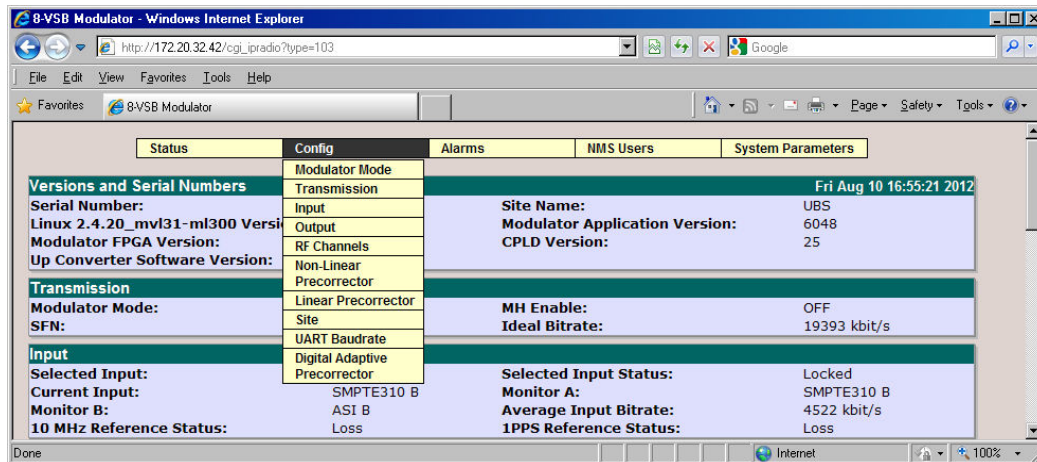 8-VSB Modulator - Windows Internet Explorer
http://172.20.32.42/cgi_ipradio?type=103
Google
File Edit View Favorites Tools Help
Favorites 8-VSB Modulator Page Safety Tools
Status Config Alarms NMS Users System Parameters
Modulator Mode
Transmission
Input
Output
RF Channels
Non-Linear
Precorrector
Linear Precorrector
Site
UART Baudrate
Digital Adaptive
Precorrector
Versions and Serial Numbers Fri Aug 10 16:55:21 2012
Serial Number: Site Name: UBS
Linux 2.4.20_mvl31-ml300 Versi Modulator Application Version: 6048
Modulator FPGA Version: CPLD Version: 25
Up Converter Software Version:
Transmission
Modulator Mode: MH Enable: OFF
SFN: Ideal Bitrate: 19393 kbit/s
Input
Selected Input: Selected Input Status: Locked
Current Input: SMPTE310 B Monitor A: SMPTE310 B
Monitor B: ASI B Average Input Bitrate: 4522 kbit/s
10 MHz Reference Status: Loss 1PPS Reference Status: Loss
Done Internet 100%